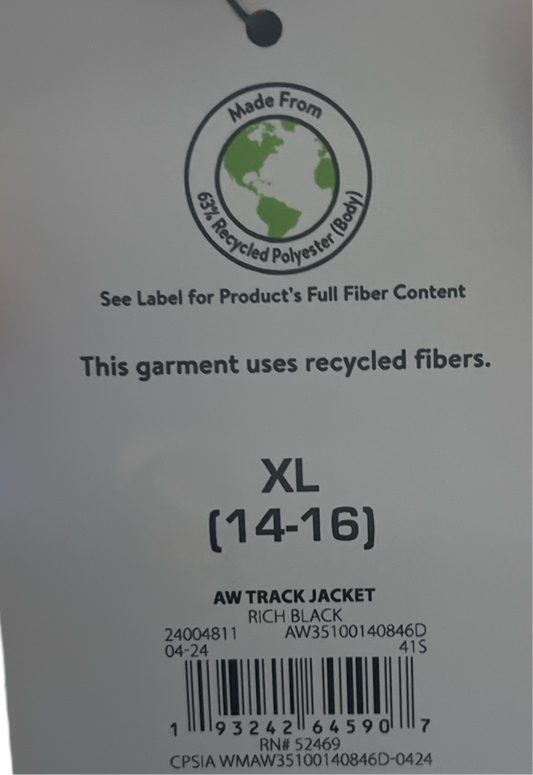 Made From
63% Recycled Polyester (Body)
See Label for Product's Full Fiber Content
This garment uses recycled fibers.
XL
(14-16)
AW TRACK JACKET
RICH BLACK
24004811 AW35100140846D
04-24 41S
1 93242 64590 7
RN# 52469
CPSIA WMAW35100140846D-0424